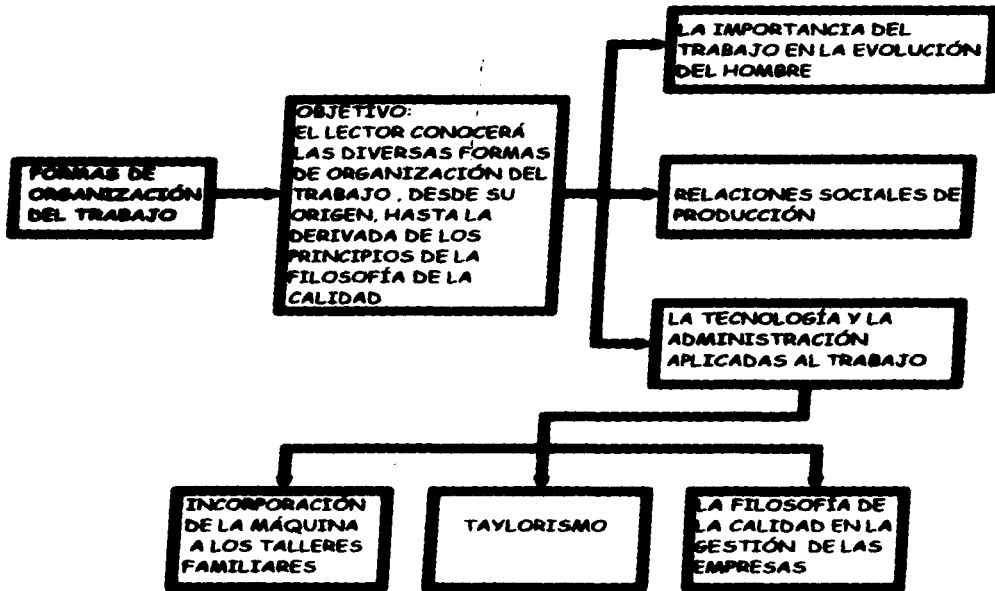 LA IMPORTANCIA DEL
TRABAJO EN LA EVOLUCIÓN
DEL HOMBRE
OBJETIVO:
EL LECTOR CONOCERÁ
LAS DIVERSAS FORMAS
DE ORGANIZACIÓN DEL
TRABAJO , DESDE SU
ORIGEN, HASTA LA
DERIVADA DE LOS
PRINCIPIOS DE LA
FILOSOFÍA DE LA
CALIDAD
FORMAS DE
ORGANIZACIÓN
DEL TRABAJO
RELACIONES SOCIALES DE
PRODUCCIÓN
LA TECNOLOGÍA Y LA
ADMINISTRACIÓN
APLICADAS AL TRABAJO
INCORPORACIÓN
DE LA MÁQUINA
A LOS TALLERES
FAMILIARES
TAYLORISMO
LA FILOSOFÍA DE
LA CALIDAD EN LA
GESTIÓN DE LAS
EMPRESAS